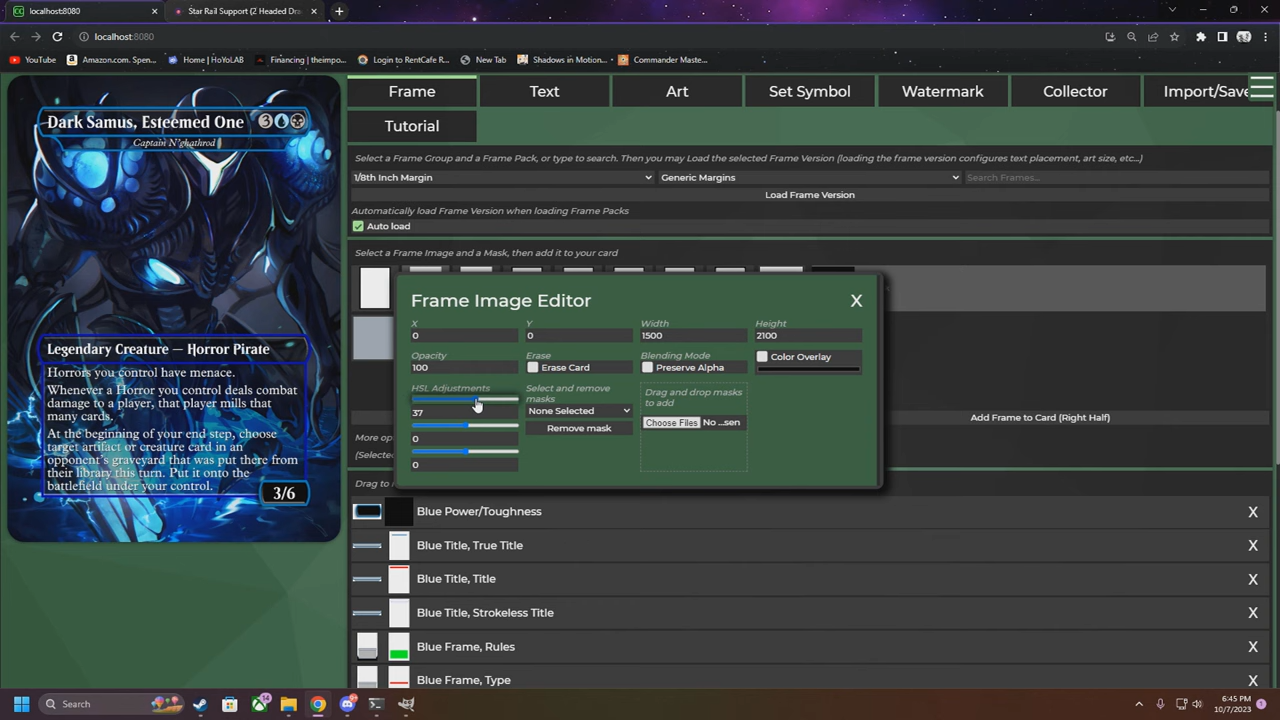 localhost:8080
Star Rail Support (2 Headed Dra
localhost:8080
YouTube
Amazon.com. Spen...
Home | HoYoLAB
Financing | theimpo...
Login to RentCafe R...
New Tab
Shadows in Motion...
Commander Maste...
Dark Samus, Esteemed One 3
Captain N'ghathrod
Legendary Creature — Horror Pirate
Horrors you control have menace.
Whenever a Horror you control deals combat
damage to a player, that player mills that
many cards.
At the beginning of your end step, choose
target artifact or creature card in an
opponent's graveyard that was put there from
their library this turn. Put it onto the
battlefield under your control.
3/6
Frame
Text
Art
Set Symbol
Watermark
Collector
Import/Save
Tutorial
Select a Frame Group and a Frame Pack, or type to search. Then you may Load the selected Frame Version (loading the frame version configures text placement, art size, etc...)
1/8th Inch Margin
Generic Margins
Search Frames...
Load Frame Version
Automatically load Frame Version when loading Frame Packs
Auto load
Select a Frame Image and a Mask, then add it to your card
Frame Image Editor
X
X
0
Y
0
Width
1500
Height
2100
Opacity
100
Erase
Erase Card
Blending Mode
Preserve Alpha
Color Overlay
HSL Adjustments
37
0
0
Select and remove
masks
None Selected
Remove mask
Drag and drop masks
to add
Choose Files No ...sen
Add Frame to Card (Right Half)
More op
(Selec
Drag to r
Blue Power/Toughness X
Blue Title, True Title X
Blue Title, Title X
Blue Title, Strokeless Title X
Blue Frame, Rules X
Blue Frame, Type X
Search
14
9+
6:45 PM
10/7/2023
1